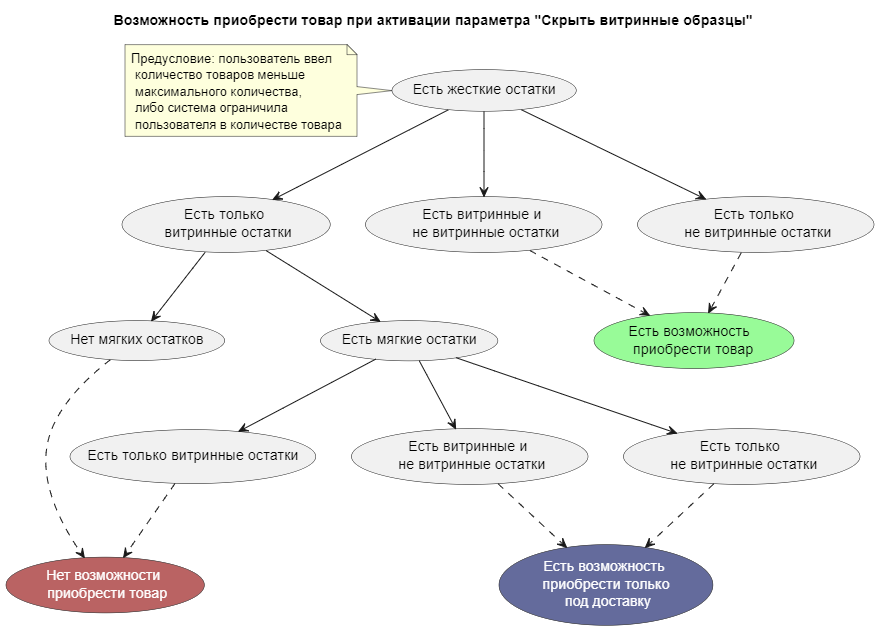 Возможность приобрести товар при активации параметра "Скрыть витринные образцы"
Предусловие: пользователь ввел
количество товаров меньше
максимального количества,
либо система ограничила
пользователя в количестве товара
Есть жесткие остатки
Есть только
витринные остатки
Есть витринные и
не витринные остатки
Есть только
не витринные остатки
Нет мягких остатков
Есть мягкие остатки
Есть возможность
приобрести товар
Есть только витринные остатки
Есть витринные и
не витринные остатки
Есть только
не витринные остатки
Нет возможности
приобрести товар
Есть возможность
приобрести только
под доставку